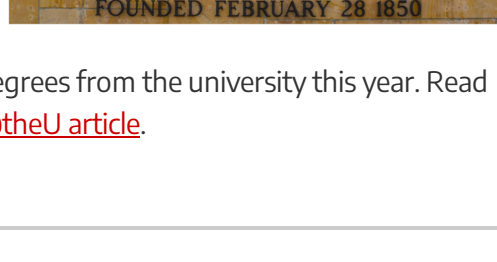 FOUNDED FEBRUARY 28 1850
egrees from the university this year. Read
theU article.